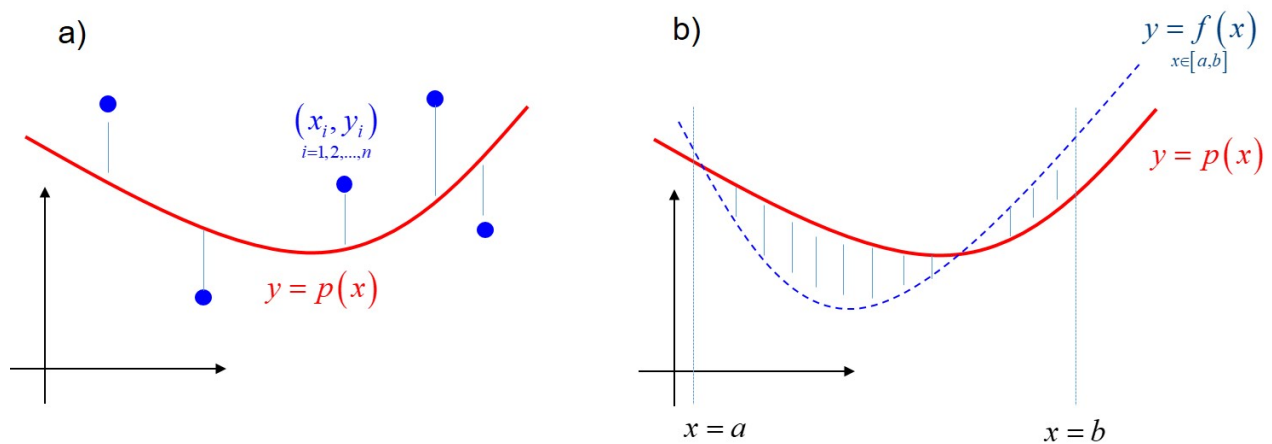 a)
(x_i, y_i)
i=1,2,...,n
y = p(x)
b)
y = f(x)
x∈[a,b]
y = p(x)
x = a
x = b